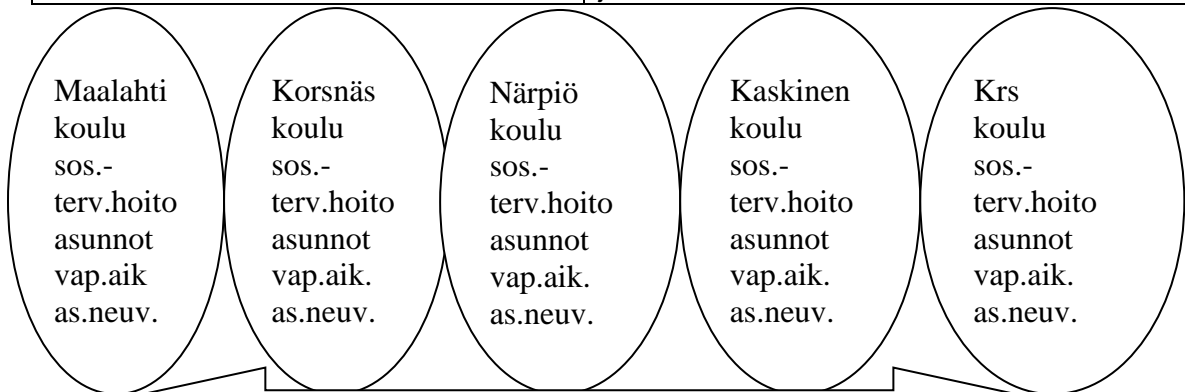 Maalahti
koulu
sos.-
terv.hoito
asunnot
vap.aik
as.neuv.
Korsnäs
koulu
sos.-
terv.hoito
asunnot
vap.aik.
as.neuv.
Närpiö
koulu
sos.-
terv.hoito
asunnot
vap.aik.
as.neuv.
Kaskinen
koulu
sos.-
terv.hoito
asunnot
vap.aik.
as.neuv.
Krs
koulu
sos.-
terv.hoito
asunnot
vap.aik.
as.neuv.